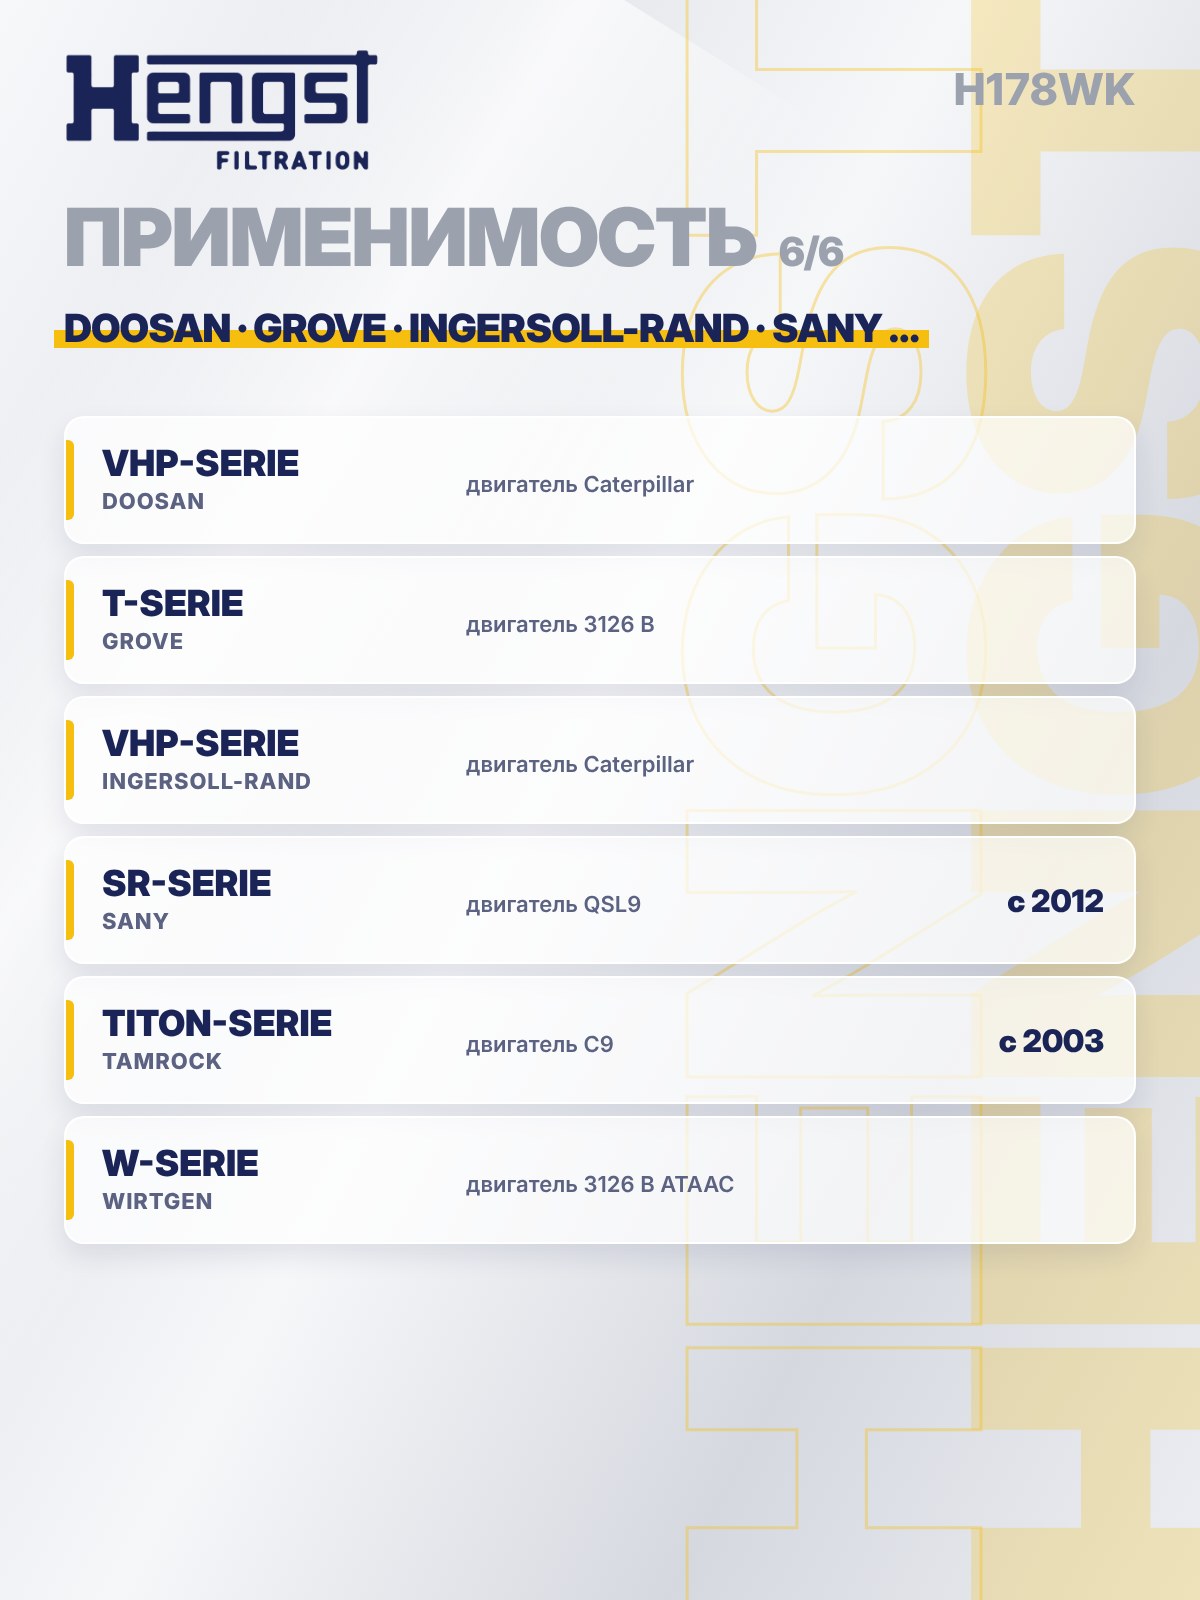 Hengst
FILTRATION
H178WK
ПРИМЕНИМОСТЬ 6/6
DOOSAN · GROVE · INGERSOLL-RAND · SANY ...
VHP-SERIE
DOOSAN
двигатель Caterpillar
T-SERIE
GROVE
двигатель 3126 B
VHP-SERIE
INGERSOLL-RAND
двигатель Caterpillar
SR-SERIE
SANY
двигатель QSL9
с 2012
TITON-SERIE
TAMROCK
двигатель C9
с 2003
W-SERIE
WIRTGEN
двигатель 3126 B ATAAC
HENGST
HENGST